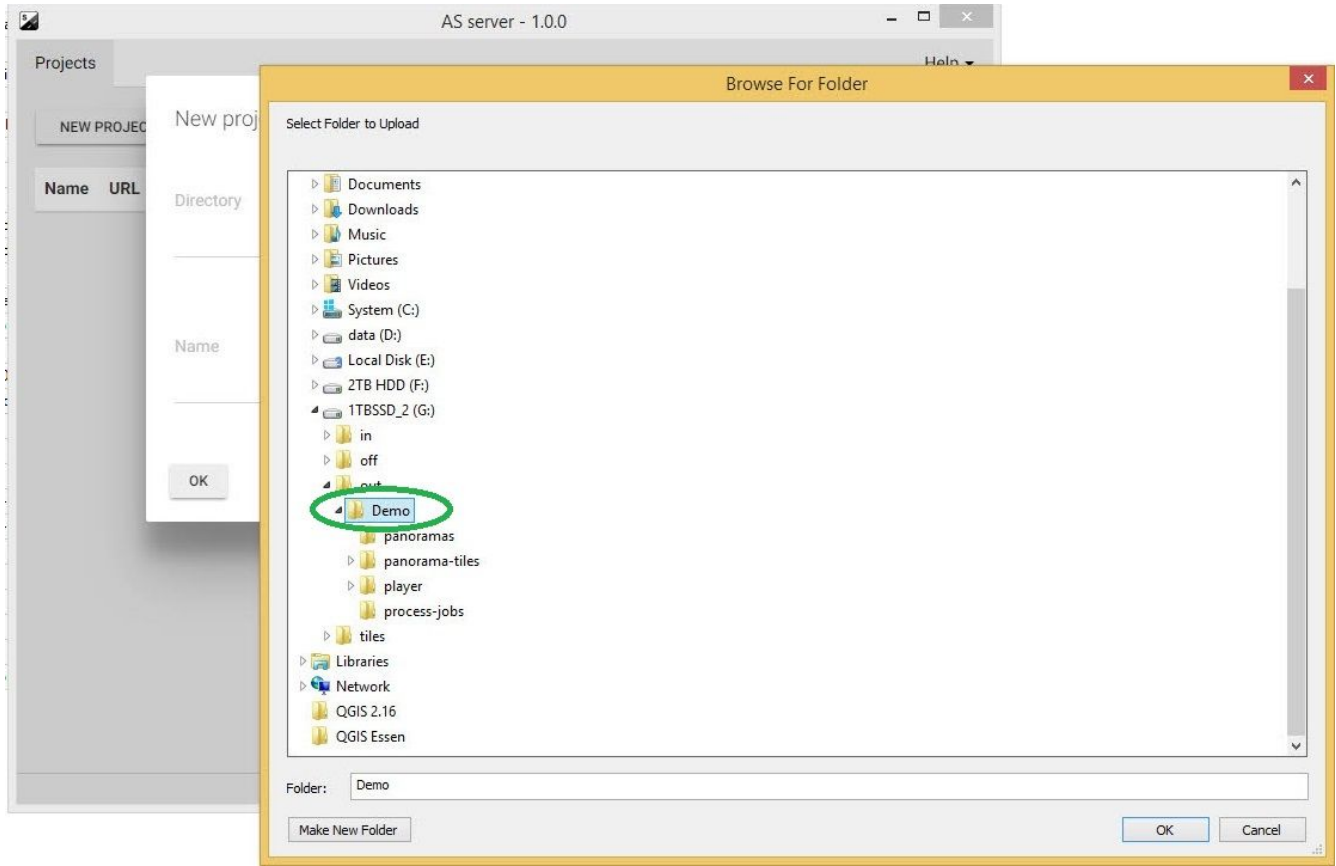 AS server - 1.0.0
Projects
Help
NEW PROJEC
Name URL
New proj
Directory
Name
OK
Browse For Folder
Select Folder to Upload
Documents
Downloads
Music
Pictures
Videos
System (C:)
data (D:)
Local Disk (E:)
2TB HDD (F:)
1TBSSD_2 (G:)
in
off
out
Demo
panoramas
panorama-tiles
player
process-jobs
tiles
Libraries
Network
QGIS 2.16
QGIS Essen
Folder: Demo
Make New Folder
OK Cancel